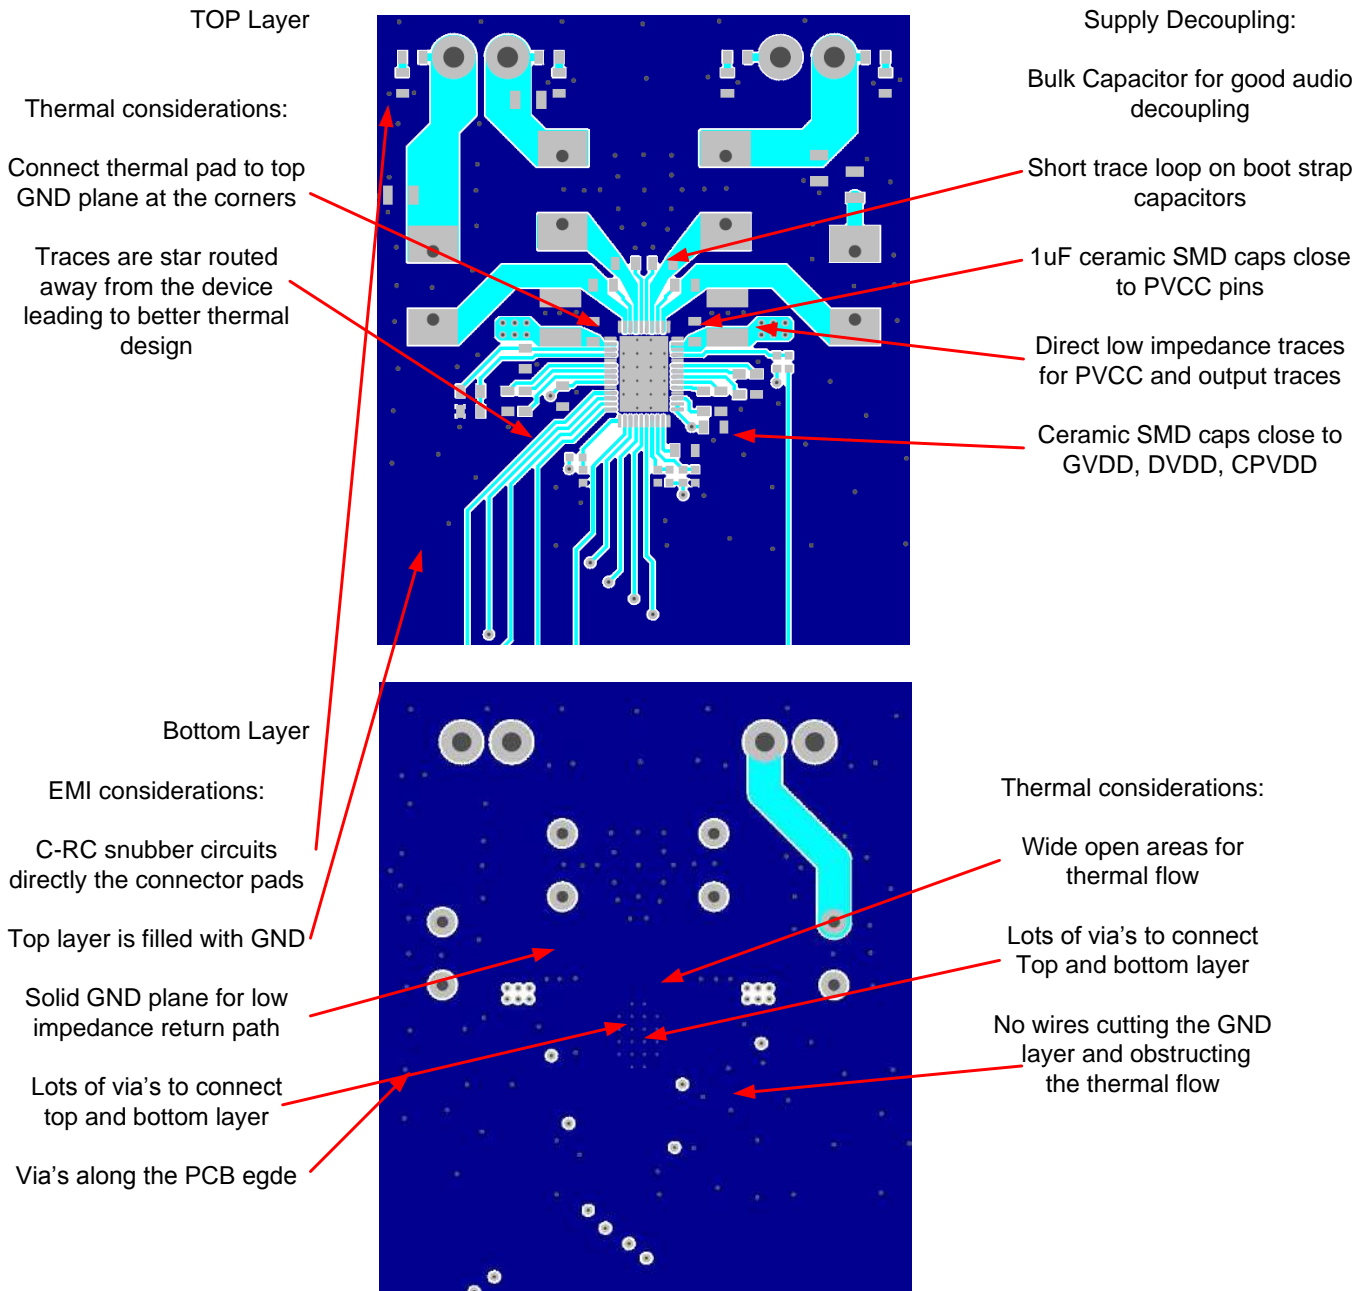 TOP Layer
Thermal considerations:
Connect thermal pad to top
GND plane at the corners
Traces are star routed
away from the device
leading to better thermal
design
Supply Decoupling:
Bulk Capacitor for good audio
decoupling
Short trace loop on boot strap
capacitors
1uF ceramic SMD caps close
to PVCC pins
Direct low impedance traces
for PVCC and output traces
Ceramic SMD caps close to
GVDD, DVDD, CPVDD
Bottom Layer
EMI considerations:
C-RC snubber circuits
directly the connector pads
Top layer is filled with GND
Solid GND plane for low
impedance return path
Lots of via's to connect
top and bottom layer
Via's along the PCB egde
Thermal considerations:
Wide open areas for
thermal flow
Lots of via's to connect
Top and bottom layer
No wires cutting the GND
layer and obstructing
the thermal flow